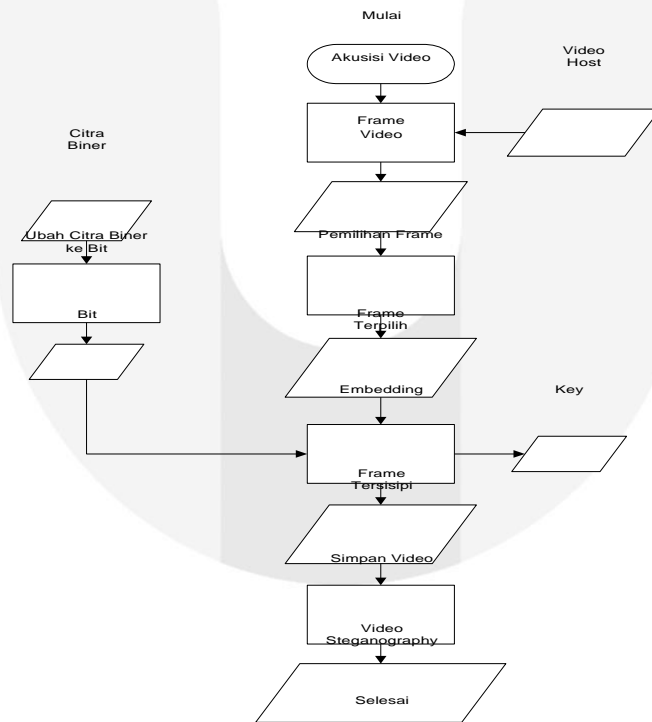 Mulai
Akusisi Video
Video
Host
Frame
Video
Citra
Biner
Ubah Citra Biner
ke Bit
Pemilihan Frame
Bit
Frame
Terpilih
Embedding
Key
Frame
Tersisipi
Simpan Video
Video
Steganography
Selesai